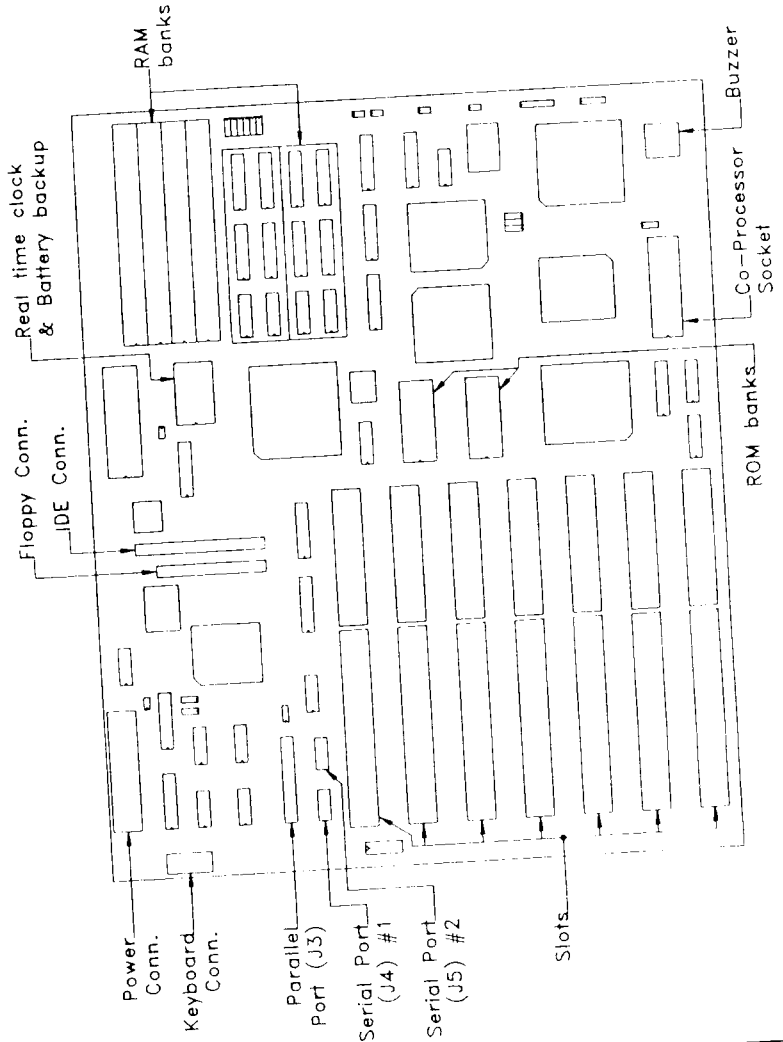 RAM
banks
Real time clock
& Battery backup
Floppy Conn.
IDE Conn.
Power
Conn.
Keyboard
Conn.
Parallel
Port (J3)
Serial Port
(J4) #1
Serial Port
(J5) #2
Slots
ROM banks
Co-Processor
Socket
Buzzer